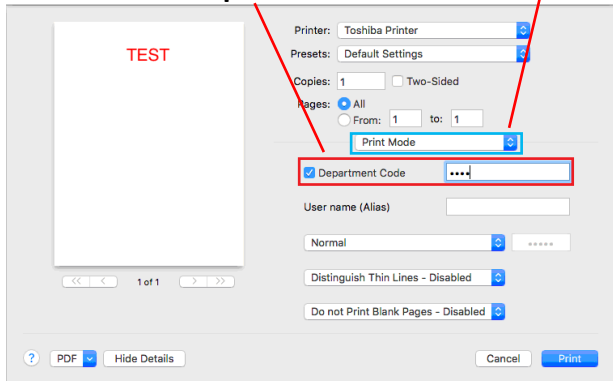 Printer: Toshiba Printer
TEST
Presets: Default Settings
Copies: 1 Two-Sided
Pages: All
From: 1 to: 1
Print Mode
Department Code ••••
User name (Alias)
Normal •••••
<< < 1 of 1 > >>
Distinguish Thin Lines - Disabled
Do not Print Blank Pages - Disabled
? PDF Hide Details Cancel Print